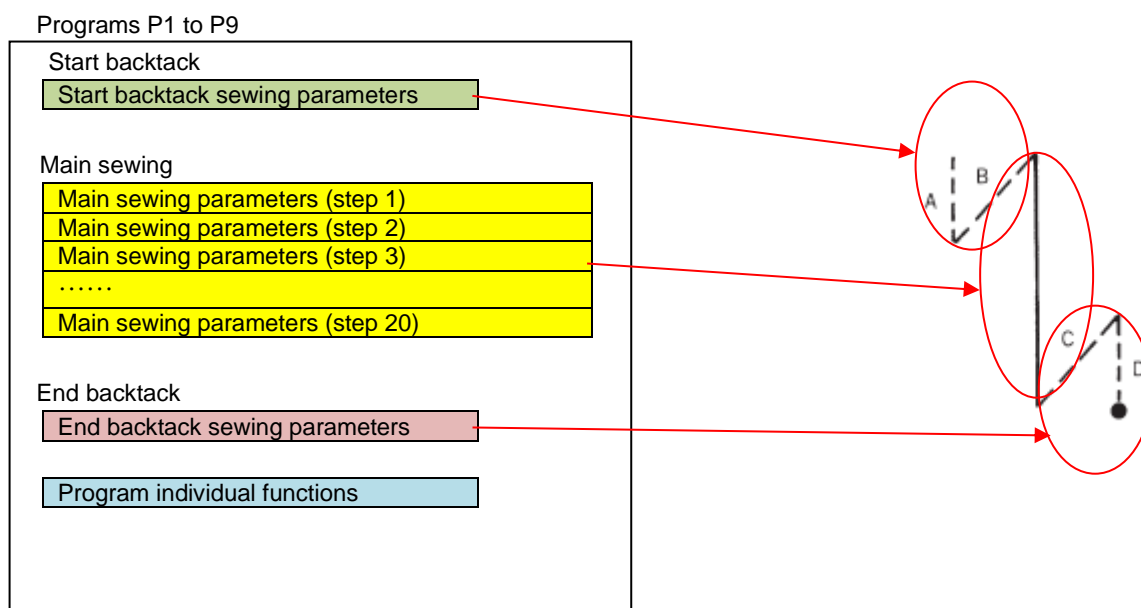 Programs P1 to P9
Start backtack
Start backtack sewing parameters
Main sewing
Main sewing parameters (step 1)
Main sewing parameters (step 2)
Main sewing parameters (step 3)
……
Main sewing parameters (step 20)
End backtack
End backtack sewing parameters
Program individual functions
A
B
C
D